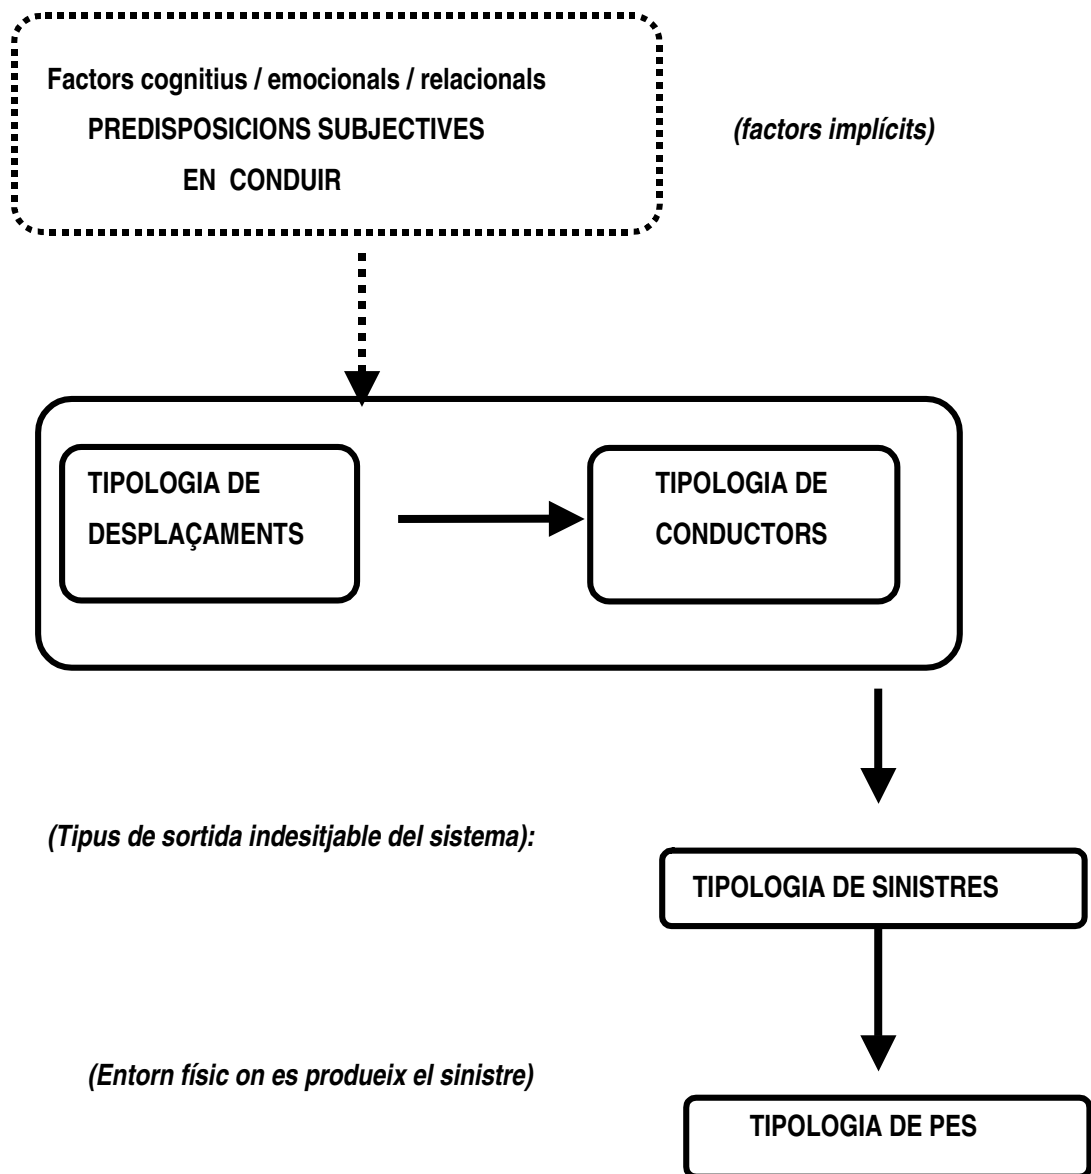 Factors cognitius / emocionals / relacionals
PREDISPOSICIONS SUBJECTIVES
EN CONDUIR
(factors implícits)
TIPOLOGIA DE
DESPLAÇAMENTS
TIPOLOGIA DE
CONDUCTORS
(Tipus de sortida indesitjable del sistema):
TIPOLOGIA DE SINISTRES
(Entorn físic on es produeix el sinistre)
TIPOLOGIA DE PES